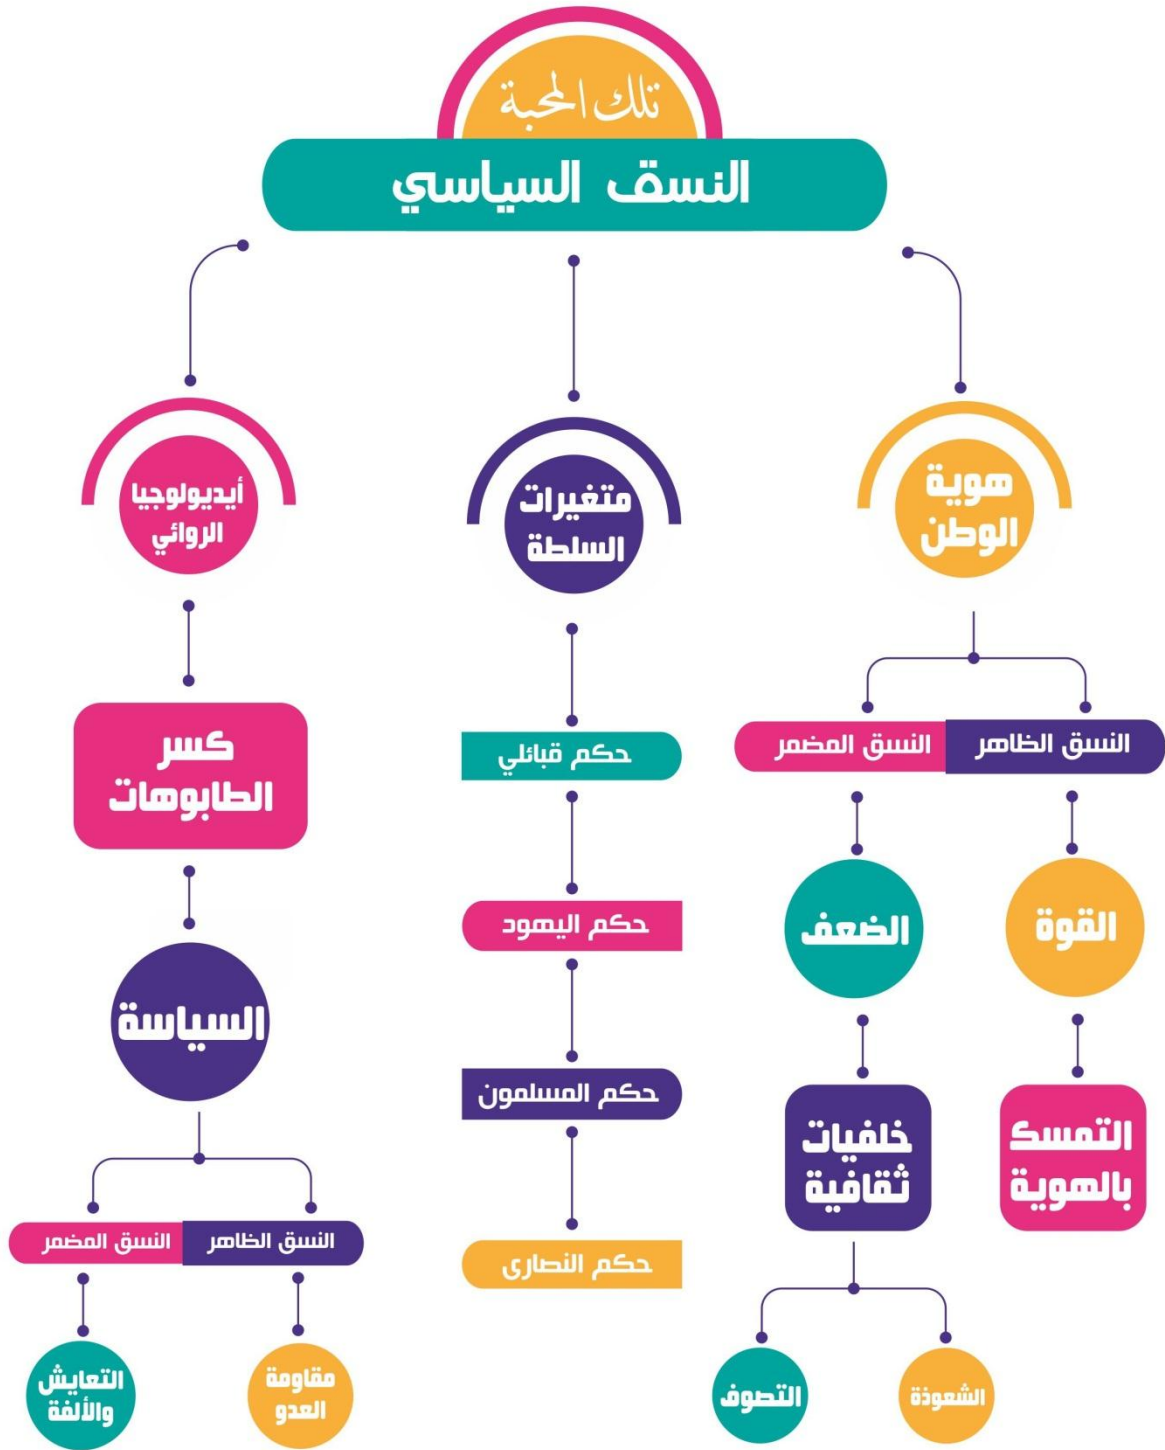 تلك المحبة
النسق السياسي
هوية
الوطن
متغيرات
السلطة
أيديولوجيا
الروائي
النسق الظاهر
النسق المضمر
القوة
الضعف
التمسك
بالهوية
خلفيات
ثقافية
الشعوذة
التصوف
حكم قبائلي
حكم اليهود
حكم المسلمون
حكم النصارى
كسر
الطابوهات
السياسة
النسق الظاهر
النسق المضمر
مقاومة
العدو
التعايش
والألفة